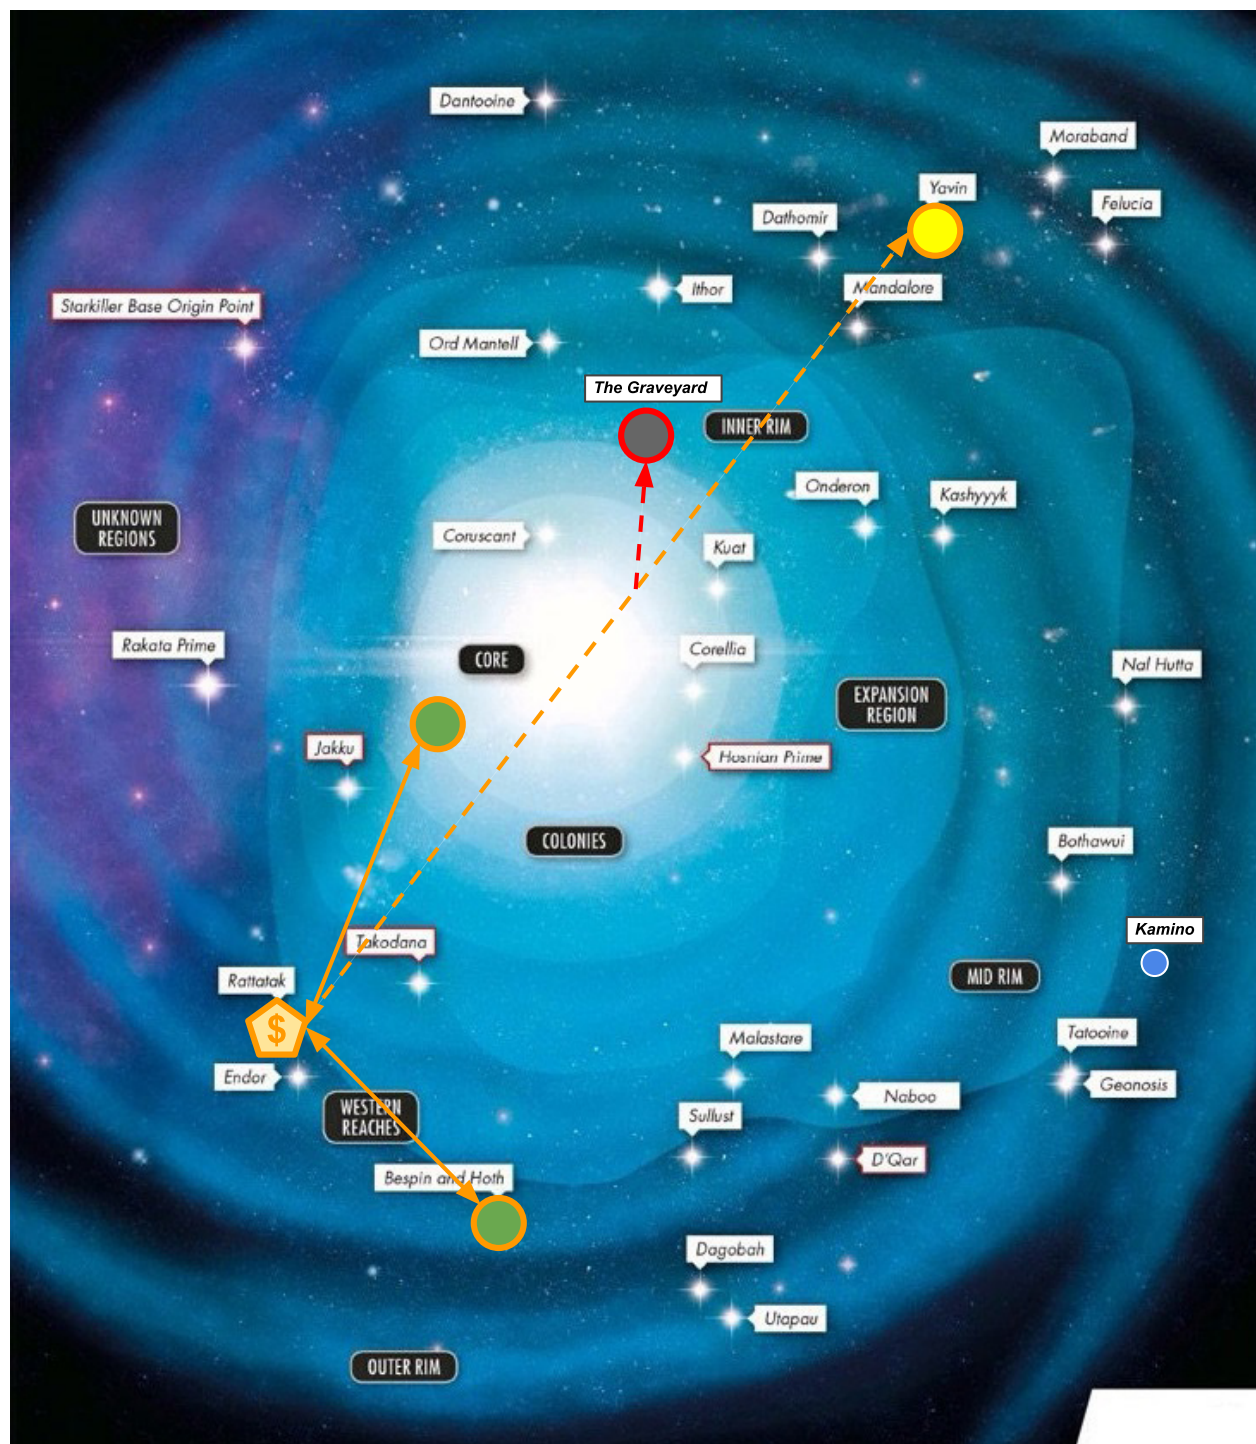 Dantooine
Moraband
Yavin
Felucia
Dathomir
Ithor
Mandalore
Starkiller Base Origin Point
Ord Mantell
The Graveyard
INNER RIM
Onderon
Kashyyyk
UNKNOWN
REGIONS
Coruscant
Kuat
Rakata Prime
CORE
Corellia
Nal Hutta
EXPANSION
REGION
Jakku
Hosnian Prime
COLONIES
Bothawui
Kamino
Takodana
Rattatak
MID RIM
$
Tatooine
Malastare
Endor
Geonosis
Naboo
WESTERN
REACHES
Sullust
D'Qar
Bespin and Hoth
Dagobah
Utapau
OUTER RIM